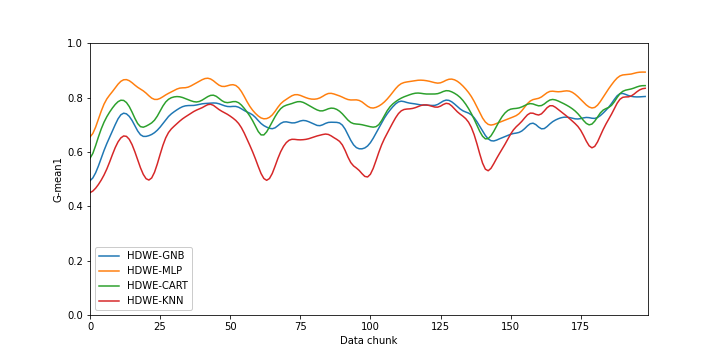 1.0
0.8
0.6
0.4
0.2
0.0
G-mean1
HDWE-GNB
HDWE-MLP
HDWE-CART
HDWE-KNN
0 25 50 75 100 125 150 175
Data chunk